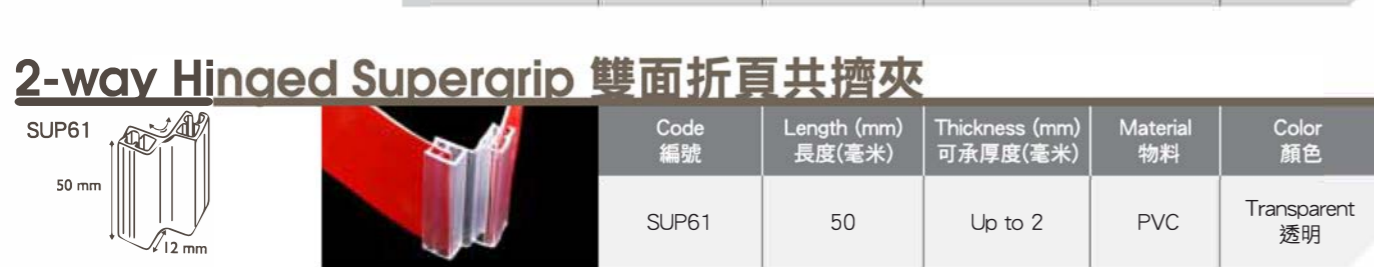 2-way Hinged Supergrip 雙面折頁共擠夾
SUP61
50 mm
12 mm
Code Length (mm) Thickness (mm) Material Color
編號 長度(毫米) 可承厚度(毫米) 物料 顏色
SUP61 50 Up to 2 PVC Transparent
透明